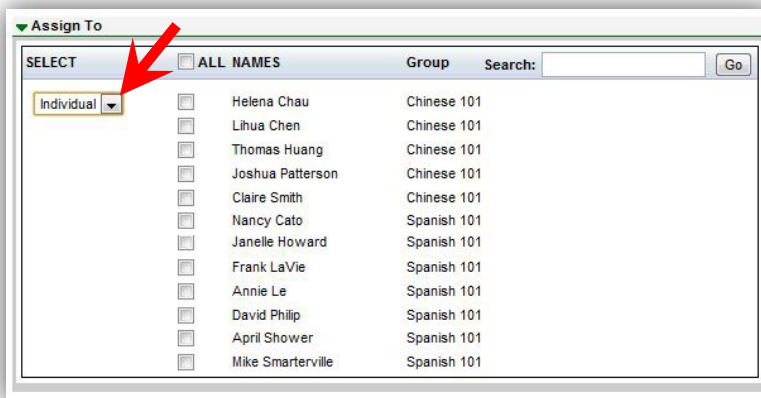 Assign To
SELECT ALL NAMES Group Search: Go
Individual Helena Chau Chinese 101
Lihua Chen Chinese 101
Thomas Huang Chinese 101
Joshua Patterson Chinese 101
Claire Smith Chinese 101
Nancy Cato Spanish 101
Janelle Howard Spanish 101
Frank LaVie Spanish 101
Annie Le Spanish 101
David Philip Spanish 101
April Shower Spanish 101
Mike Smarterville Spanish 101